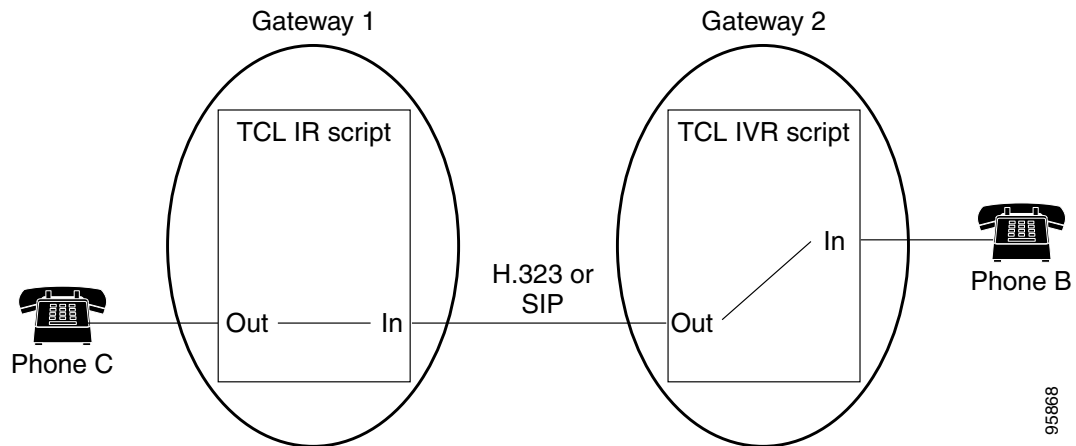 Gateway 1
Gateway 2
TCL IR script
TCL IVR script
In
H.323 or
SIP
Phone B
Out
In
Out
Phone C
95868